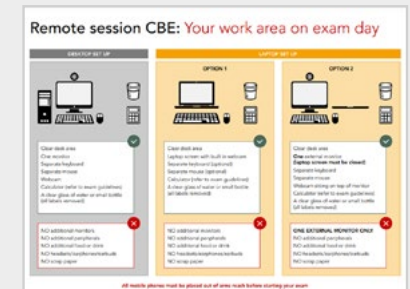 Remote session CBE: Your work area on exam day
DESKTOP SET UP
Clear desk area
One monitor
Separate keyboard
Separate mouse
Webcam
Calculator (refer to exam guidelines)
A clear glass of water or small bottle
(all labels removed)
NO additional monitors
NO additional peripherals
NO additional food or drink
NO headsets/earphones/earbuds
NO scrap paper
LAPTOP SET UP
OPTION 1
Clear desk area
Laptop screen with built in webcam
Separate keyboard (optional)
Separate mouse (optional)
Calculator (refer to exam guidelines)
A clear glass of water or small bottle
(all labels removed)
NO additional monitors
NO additional peripherals
NO additional food or drink
NO headsets/earphones/earbuds
NO scrap paper
OPTION 2
Clear desk area
One external monitor
(laptop screen must be closed)
Separate keyboard
Separate mouse
Webcam sitting on top of monitor
Calculator (refer to exam guidelines)
A clear glass of water or small bottle
(all labels removed)
ONE EXTERNAL MONITOR ONLY
NO additional peripherals
NO additional food or drink
NO headsets/earphones/earbuds
NO scrap paper
All mobile phones must be placed out of arms reach before starting your exam